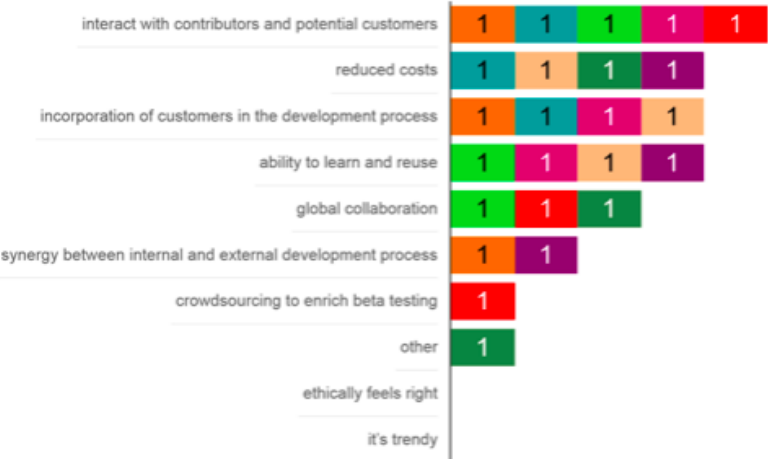 interact with contributors and potential customers 1 1 1 1 1
reduced costs 1 1 1 1
incorporation of customers in the development process 1 1 1 1
ability to learn and reuse 1 1 1 1
global collaboration 1 1 1
synergy between internal and external development process 1 1
crowdsourcing to enrich beta testing 1
other 1
ethically feels right
it's trendy